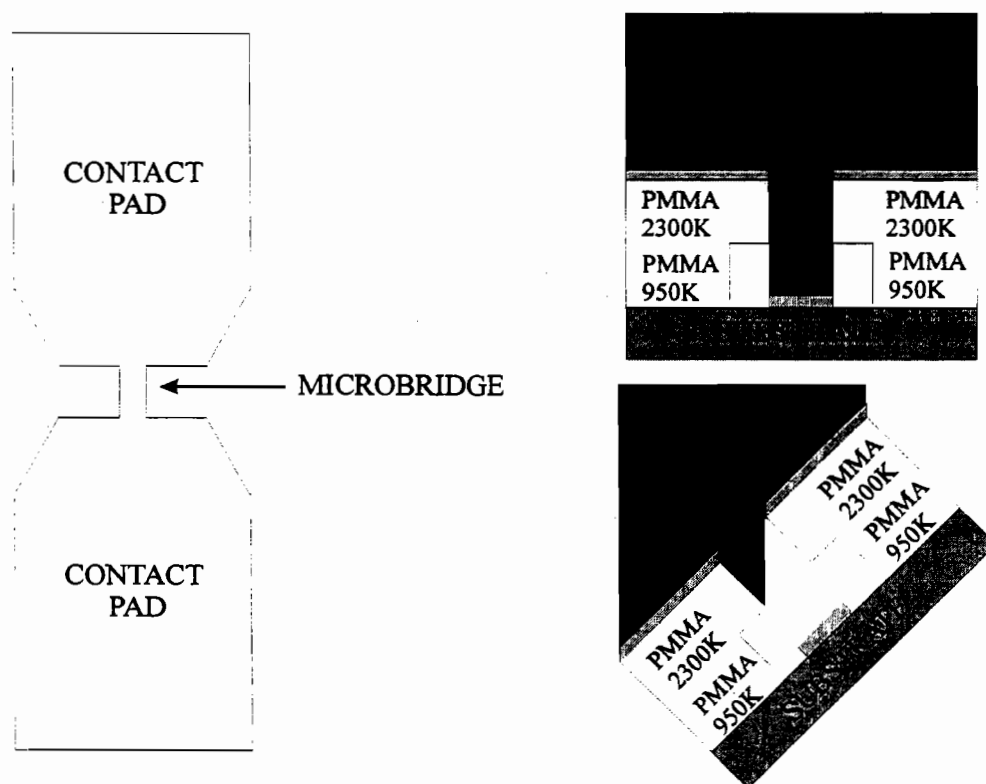 CONTACT
PAD
MICROBRIDGE
CONTACT
PAD
PMMA
2300K
PMMA
950K
PMMA
2300K
PMMA
950K
PMMA
2300K
PMMA
950K
PMMA
2300K
PMMA
950K